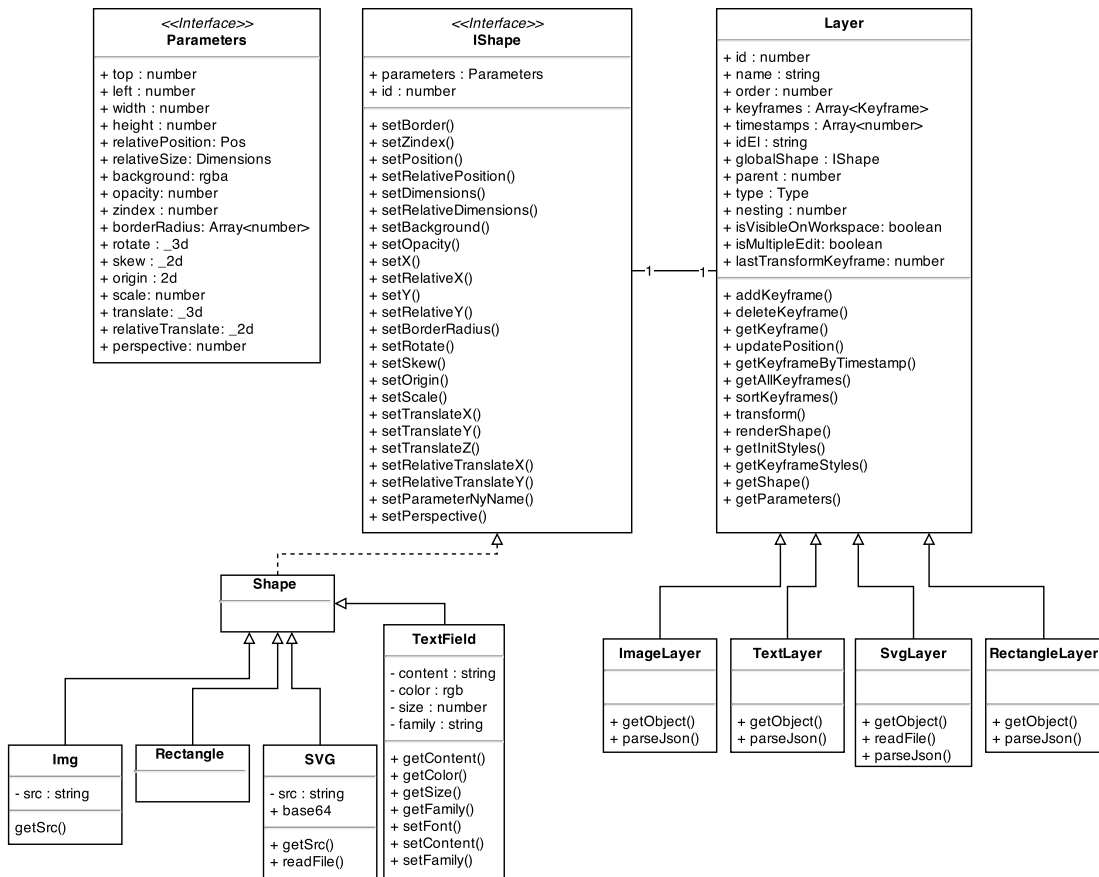 <<Interface>>
Parameters
+ top : number
+ left : number
+ width : number
+ height : number
+ relativePosition: Pos
+ relativeSize: Dimensions
+ background: rgba
+ opacity: number
+ zindex : number
+ borderRadius: Array<number>
+ rotate : _3d
+ skew : _2d
+ origin : 2d
+ scale: number
+ translate: _3d
+ relativeTranslate: _2d
+ perspective: number
<<Interface>>
IShape
+ parameters : Parameters
+ id : number
+ setBorder()
+ setZindex()
+ setPosition()
+ setRelativePosition()
+ setDimensions()
+ setRelativeDimensions()
+ setBackground()
+ setOpacity()
+ setX()
+ setRelativeX()
+ setY()
+ setRelativeY()
+ setBorderRadius()
+ setRotate()
+ setSkew()
+ setOrigin()
+ setScale()
+ setTranslateX()
+ setTranslateY()
+ setTranslateZ()
+ setRelativeTranslateX()
+ setRelativeTranslateY()
+ setParameterNyName()
+ setPerspective()
1
1
Layer
+ id : number
+ name : string
+ order : number
+ keyframes : Array<Keyframe>
+ timestamps : Array<number>
+ idEl : string
+ globalShape : IShape
+ parent : number
+ type : Type
+ nesting : number
+ isVisibleOnWorkspace: boolean
+ isMultipleEdit: boolean
+ lastTransformKeyframe: number
+ addKeyframe()
+ deleteKeyframe()
+ getKeyframe()
+ updatePosition()
+ getKeyframeByTimestamp()
+ getAllKeyframes()
+ sortKeyframes()
+ transform()
+ renderShape()
+ getInitStyles()
+ getKeyframeStyles()
+ getShape()
+ getParameters()
Shape
Img
- src : string
getSrc()
Rectangle
SVG
- src : string
+ base64
+ getSrc()
+ readFile()
TextField
- content : string
- color : rgb
- size : number
- family : string
+ getContent()
+ getColor()
+ getSize()
+ getFamily()
+ setFont()
+ setContent()
+ setFamily()
ImageLayer
+ getObject()
+ parseJson()
TextLayer
+ getObject()
+ parseJson()
SvgLayer
+ getObject()
+ readFile()
+ parseJson()
RectangleLayer
+ getObject()
+ parseJson()